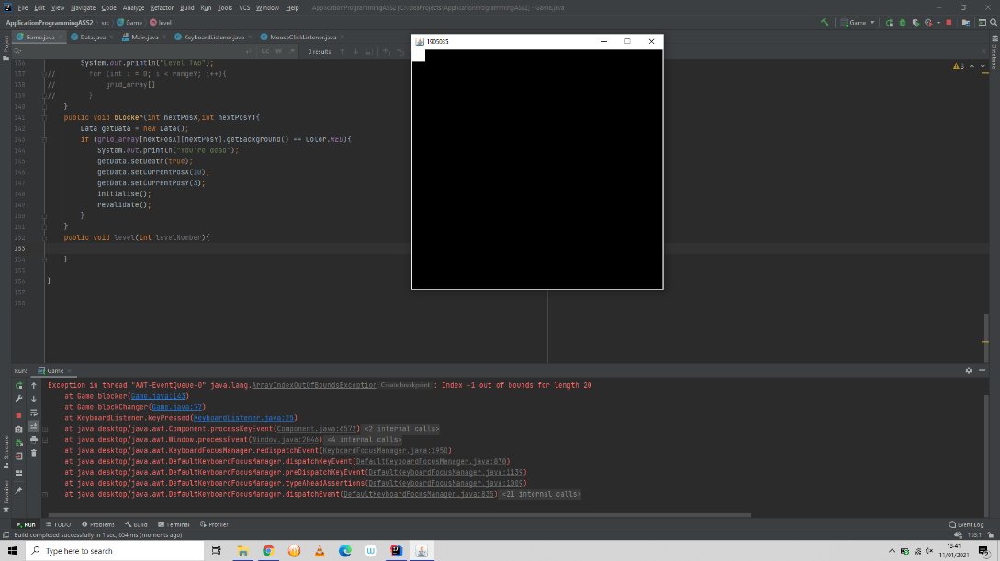 File Edit View Navigate Code Analyze Refactor Build Run Tools VCS Window Help ApplicationProgrammingASS2 [C:\IdeaProjects\ApplicationProgrammingASS2] - Game.java
ApplicationProgrammingASS2 src Game level Game
Project
Game.java Data.java Main.java KeyboardListener.java MouseClickListener.java
Database
Cc W 0 results
1905035
3
136 System.out.println("Level Two");
137 // for (int i = 0; i < rangeY; i++){
138 // grid_array[]
139 // }
140 }
141 public void blocker(int nextPosX,int nextPosY){
142 Data getData = new Data();
143 if (grid_array[nextPosX][nextPosY].getBackground() == Color.RED){
144 System.out.println("You're dead");
145 getData.setDeath(true);
146 getData.setCurrentPosX(10);
147 getData.setCurrentPosY(3);
148 initialise();
149 revalidate();
150 }
151 }
152 public void level(int levelNumber){
153
154 }
155
156 }
157
158
Run: Game
Exception in thread "AWT-EventQueue-0" java.lang.ArrayIndexOutOfBoundsException Create breakpoint : Index -1 out of bounds for length 20
at Game.blocker(Game.java:143)
at Game.blockChanger(Game.java:77)
at KeyboardListener.keyPressed(KeyboardListener.java:25)
at java.desktop/java.awt.Component.processKeyEvent(Component.java:6572) <2 internal calls>
at java.desktop/java.awt.Window.processEvent(Window.java:2046) <4 internal calls>
at java.desktop/java.awt.KeyboardFocusManager.redispatchEvent(KeyboardFocusManager.java:1950)
at java.desktop/java.awt.DefaultKeyboardFocusManager.dispatchKeyEvent(DefaultKeyboardFocusManager.java:870)
at java.desktop/java.awt.DefaultKeyboardFocusManager.preDispatchKeyEvent(DefaultKeyboardFocusManager.java:1139)
at java.desktop/java.awt.DefaultKeyboardFocusManager.typeAheadAssertions(DefaultKeyboardFocusManager.java:1009)
at java.desktop/java.awt.DefaultKeyboardFocusManager.dispatchEvent(DefaultKeyboardFocusManager.java:835) <21 internal calls>
Structure
Favorites
Run TODO Problems Build Terminal Profiler Event Log
Build completed successfully in 1 sec, 654 ms (moments ago) 153:1
Type here to search
13:41
11/01/2021